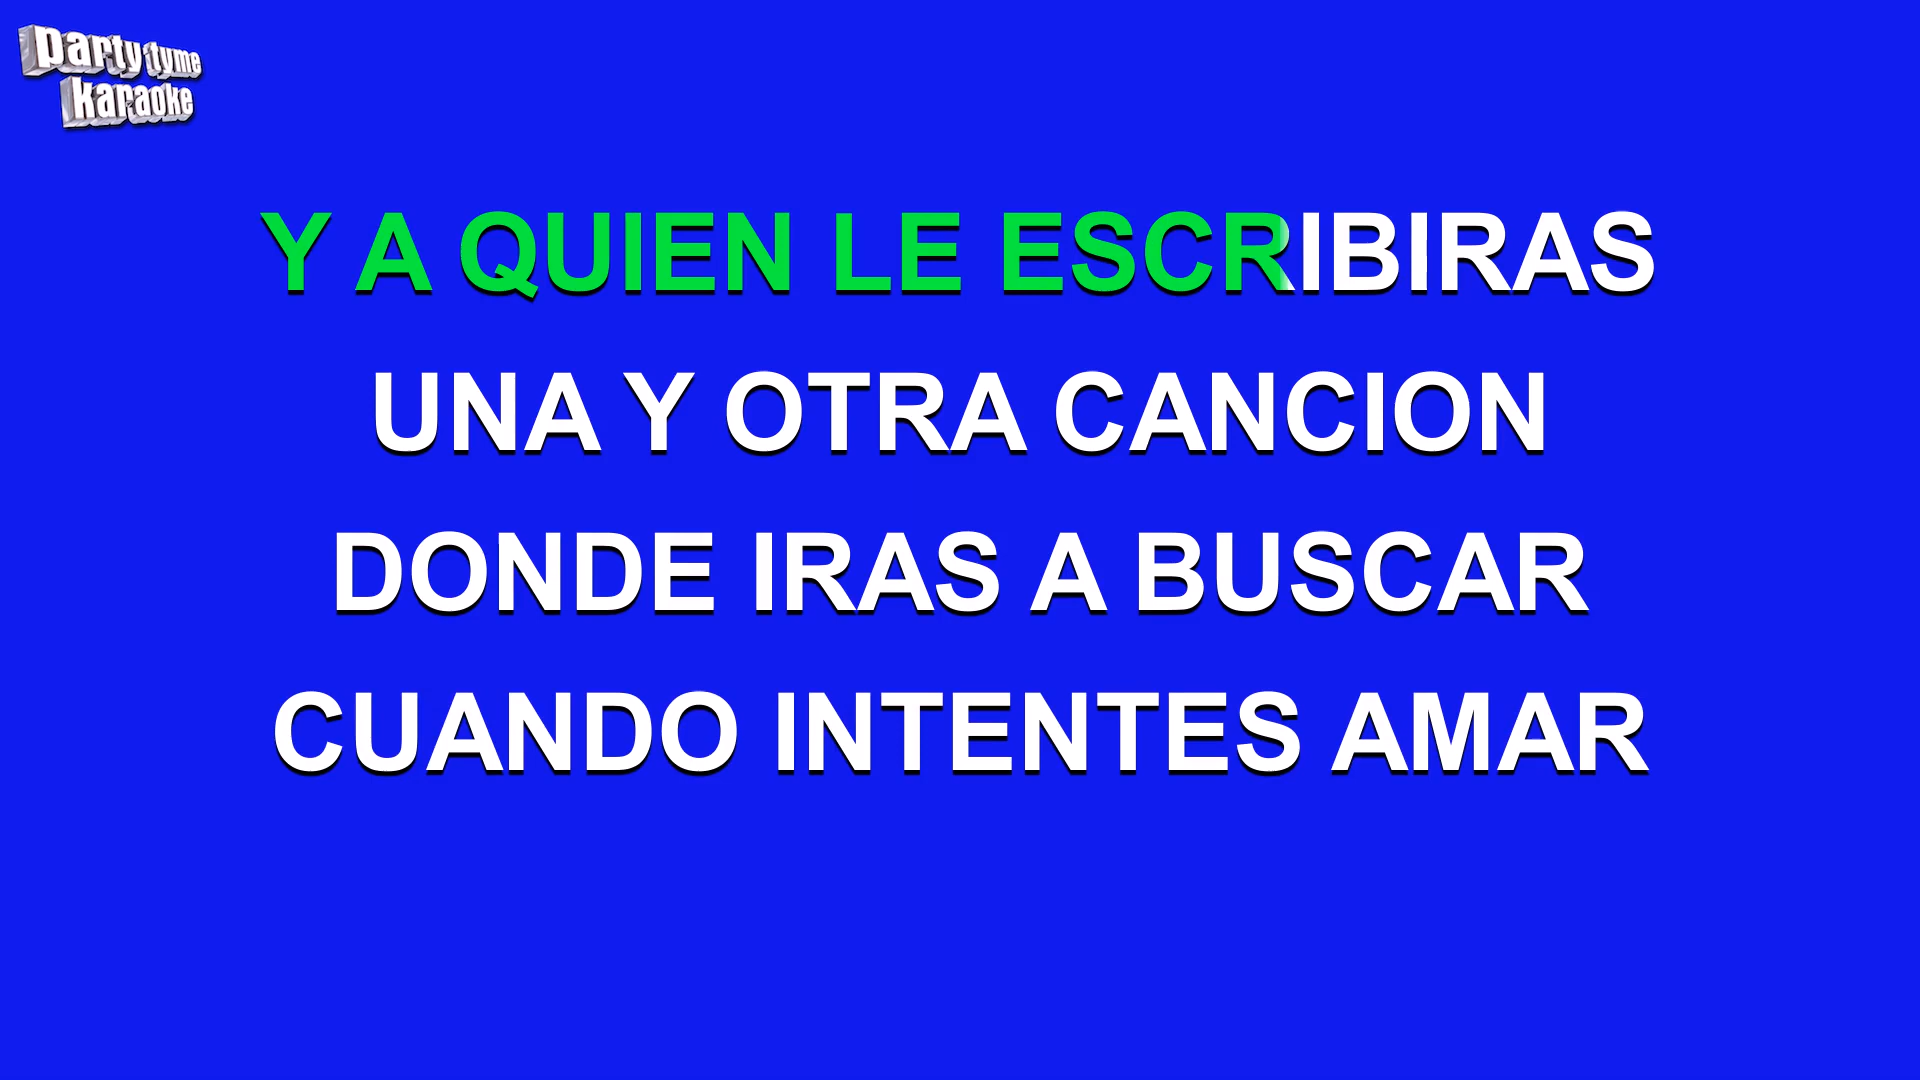 party tyme
karaoke
Y A QUIEN LE ESCRIBIRAS
UNA Y OTRA CANCION
DONDE IRAS A BUSCAR
CUANDO INTENTES AMAR